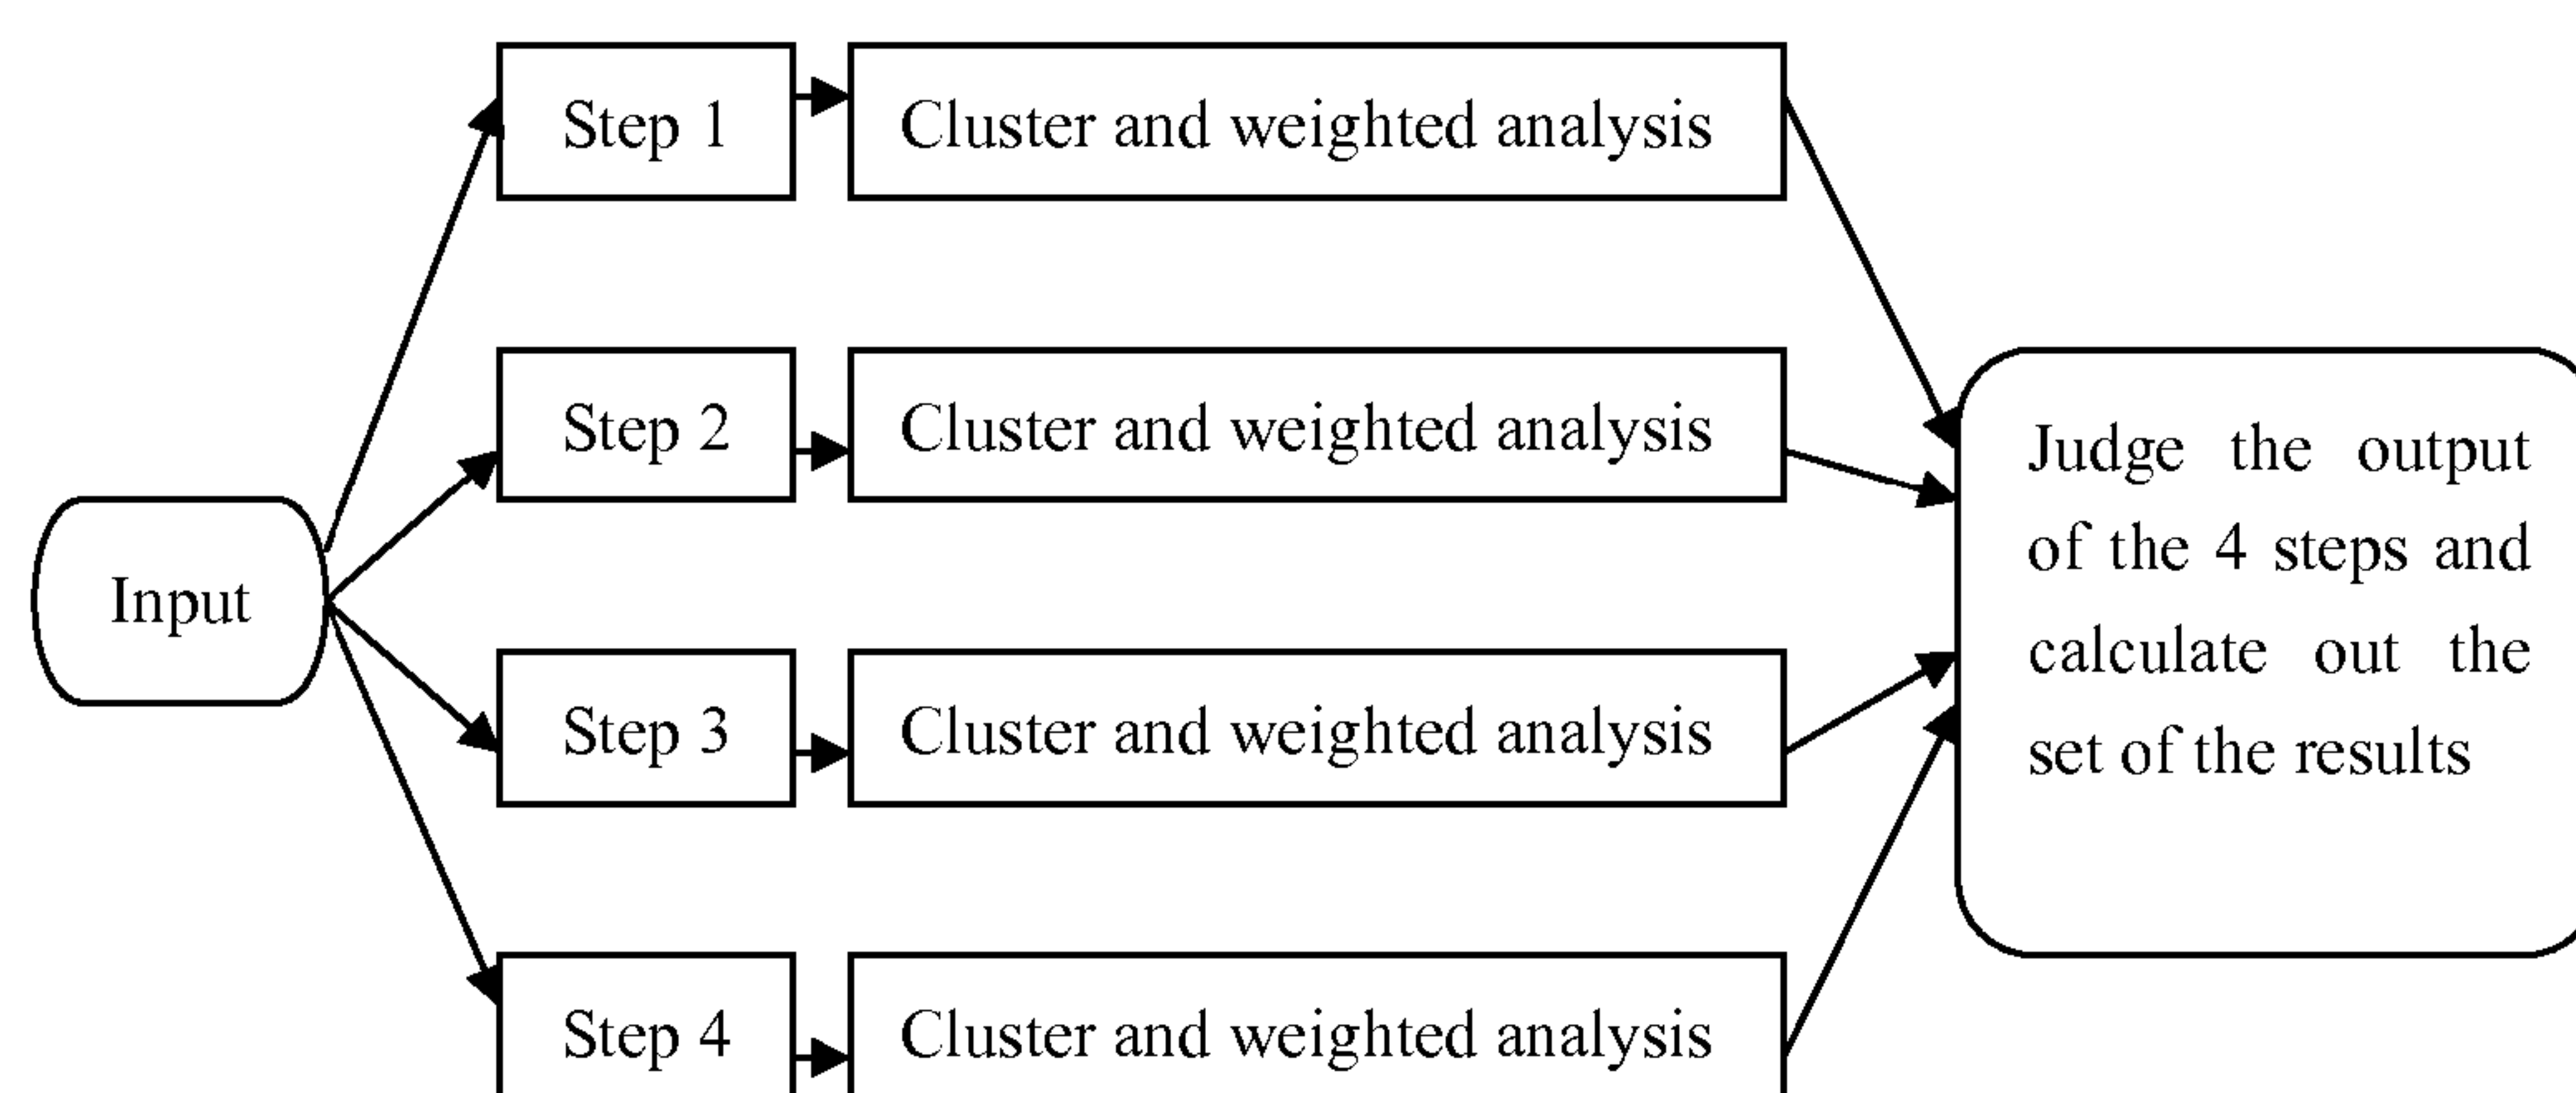 Step 1
Cluster and weighted analysis
Step 2
Cluster and weighted analysis
Input
Step 3
Cluster and weighted analysis
Step 4
Cluster and weighted analysis
Judge the output
of the 4 steps and
calculate out the
set of the results